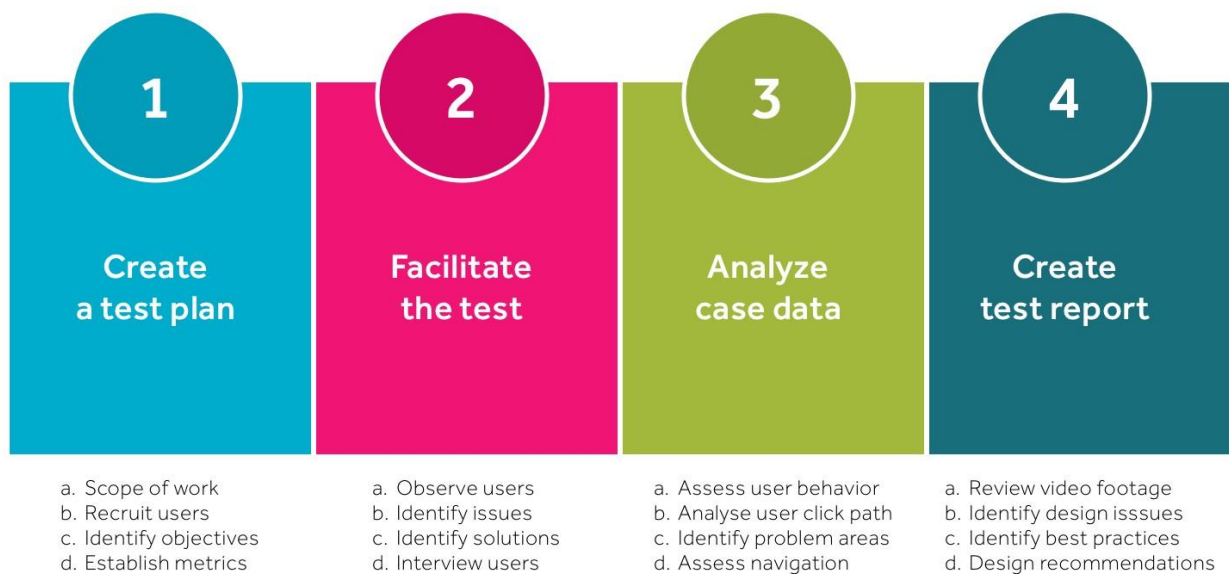 1
Create
a test plan
a. Scope of work
b. Recruit users
c. Identify objectives
d. Establish metrics
2
Facilitate
the test
a. Observe users
b. Identify issues
c. Identify solutions
d. Interview users
3
Analyze
case data
a. Assess user behavior
b. Analyse user click path
c. Identify problem areas
d. Assess navigation
4
Create
test report
a. Review video footage
b. Identify design isssues
c. Identify best practices
d. Design recommendations